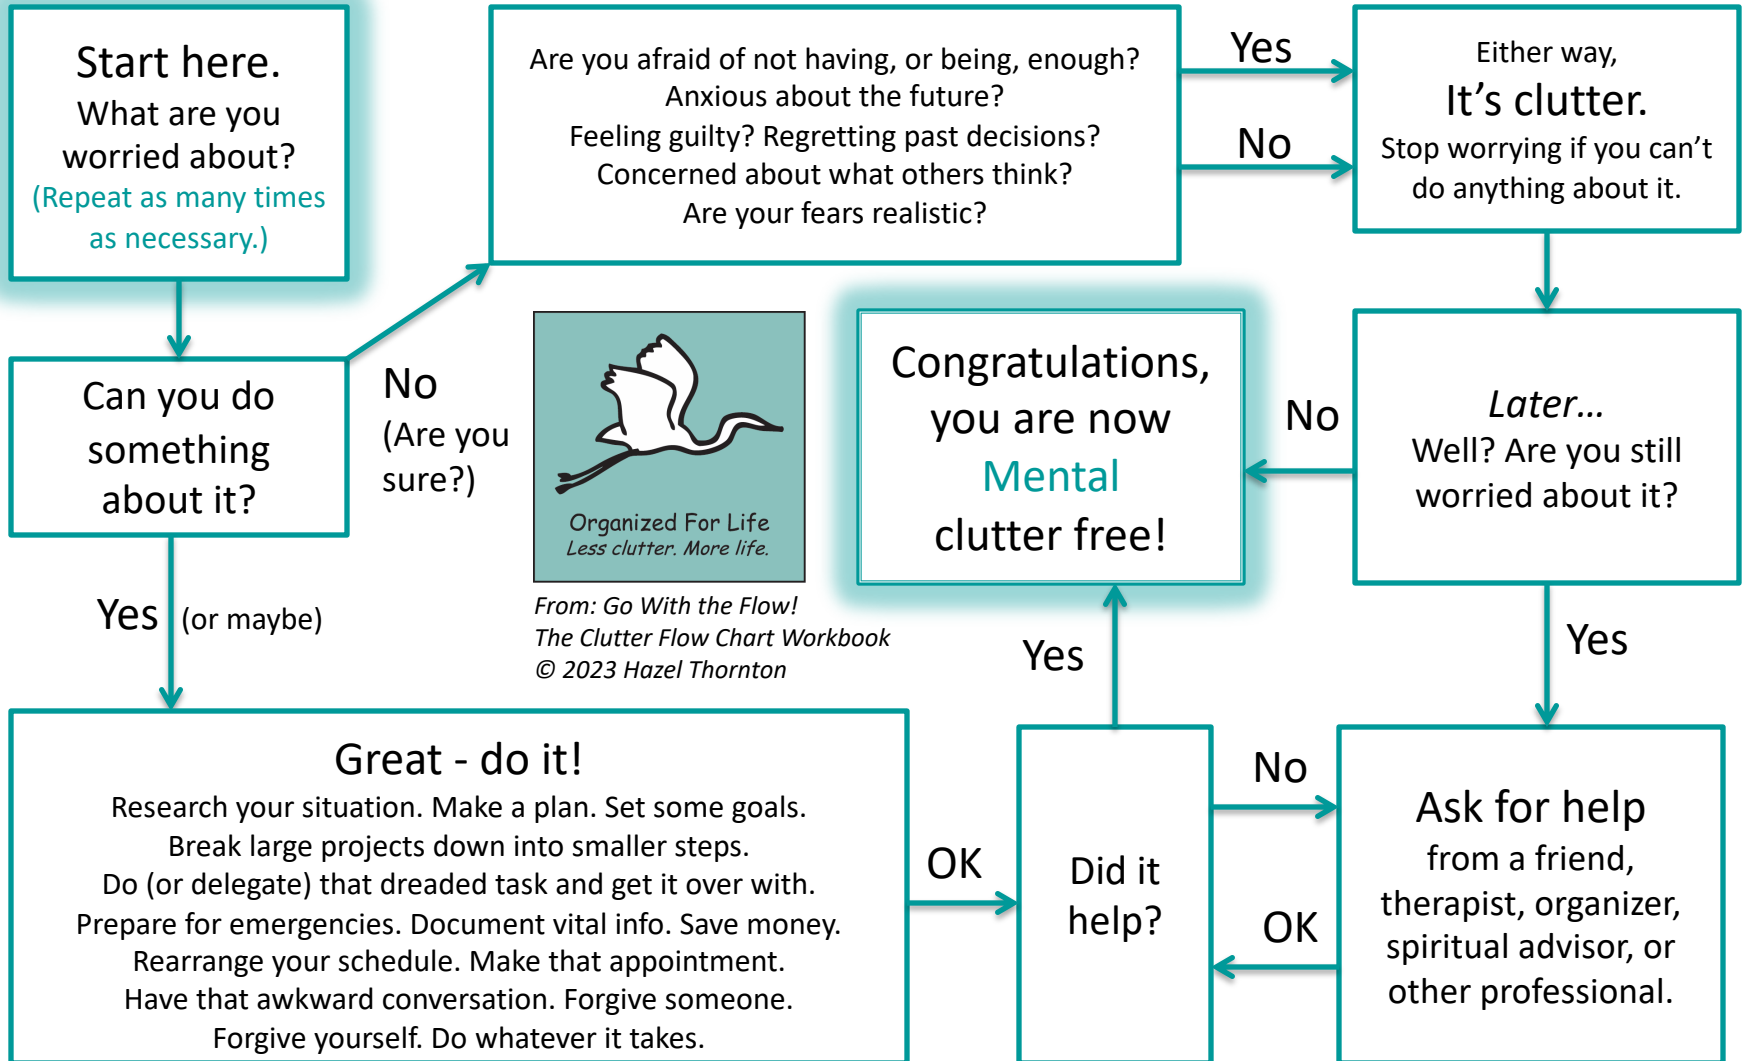 Start here.
What are you
worried about?
(Repeat as many times
as necessary.)
Are you afraid of not having, or being, enough?
Anxious about the future?
Feeling guilty? Regretting past decisions?
Concerned about what others think?
Are your fears realistic?
Yes
No
Either way,
It’s clutter.
Stop worrying if you can’t
do anything about it.
Can you do
something
about it?
No
(Are you
sure?)
Organized For Life
Less clutter. More life.
From: Go With the Flow!
The Clutter Flow Chart Workbook
© 2023 Hazel Thornton
Congratulations,
you are now
Mental
clutter free!
No
Later...
Well? Are you still
worried about it?
Yes (or maybe)
Yes
Yes
Great - do it!
Research your situation. Make a plan. Set some goals.
Break large projects down into smaller steps.
Do (or delegate) that dreaded task and get it over with.
Prepare for emergencies. Document vital info. Save money.
Rearrange your schedule. Make that appointment.
Have that awkward conversation. Forgive someone.
Forgive yourself. Do whatever it takes.
OK
Did it
help?
No
OK
Ask for help
from a friend,
therapist, organizer,
spiritual advisor, or
other professional.